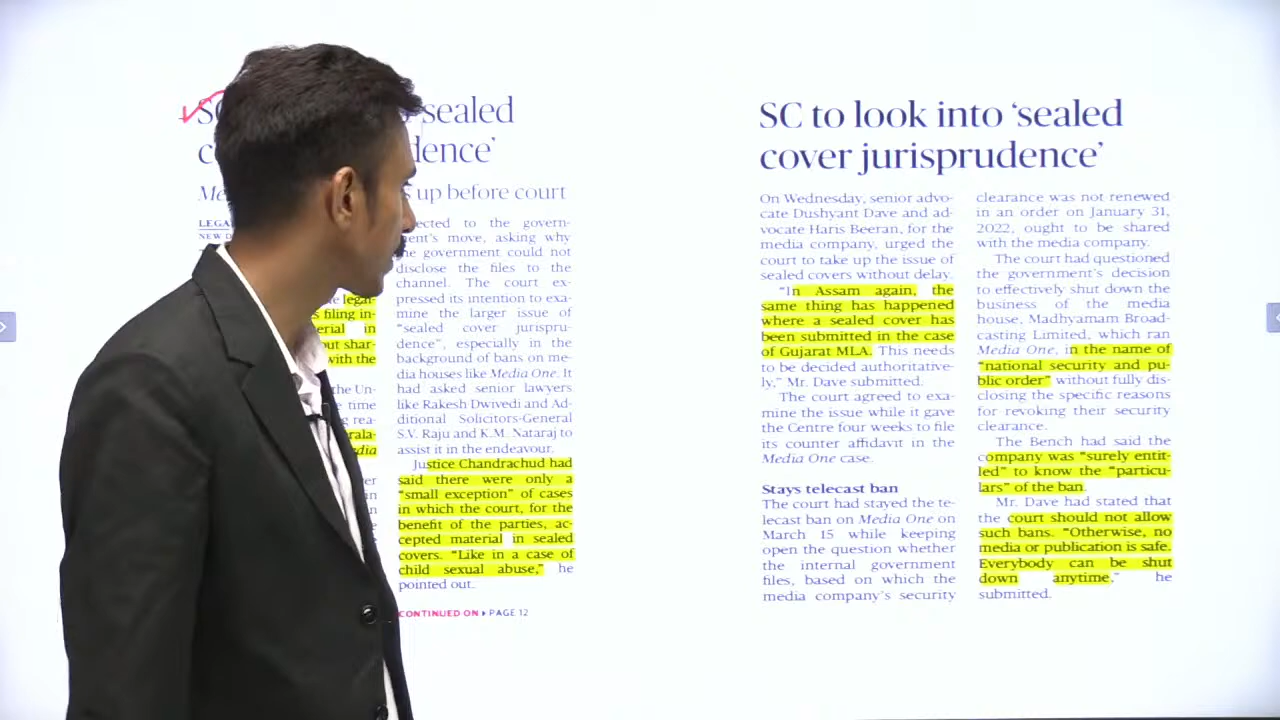 sealed
dence’
up before court
LEGA
NEW D
ected to the govern-
ment’s move, asking why
the government could not
disclose the files to the
channel. The court ex-
pressed its intention to exa-
mine the larger issue of
“sealed cover jurispru-
dence”, especially in the
background of bans on me-
dia houses like Media One. It
had asked senior lawyers
like Rakesh Dwivedi and Ad-
ditional Solicitors-General
S.V. Raju and K.M. Nataraj to
assist it in the endeavour.
Justice Chandrachud had
said there were only a
“small exception” of cases
in which the court, for the
benefit of the parties, ac-
cepted material in sealed
covers. “Like in a case of
child sexual abuse,” he
pointed out.
CONTINUED ON ▸ PAGE 12
SC to look into ‘sealed
cover jurisprudence’
On Wednesday, senior advo-
cate Dushyant Dave and ad-
vocate Haris Beeran, for the
media company, urged the
court to take up the issue of
sealed covers without delay.
“In Assam again, the
same thing has happened
where a sealed cover has
been submitted in the case
of Gujarat MLA. This needs
to be decided authoritative-
ly,” Mr. Dave submitted.
The court agreed to exa-
mine the issue while it gave
the Centre four weeks to file
its counter affidavit in the
Media One case.
Stays telecast ban
The court had stayed the te-
lecast ban on Media One on
March 15 while keeping
open the question whether
the internal government
files, based on which the
media company’s security
clearance was not renewed
in an order on January 31,
2022, ought to be shared
with the media company.
The court had questioned
the government’s decision
to effectively shut down the
business of the media
house, Madhyamam Broad-
casting Limited, which ran
Media One, in the name of
“national security and pu-
blic order” without fully dis-
closing the specific reasons
for revoking their security
clearance.
The Bench had said the
company was “surely entit-
led” to know the “particu-
lars” of the ban.
Mr. Dave had stated that
the court should not allow
such bans. “Otherwise, no
media or publication is safe.
Everybody can be shut
down anytime,” he
submitted.